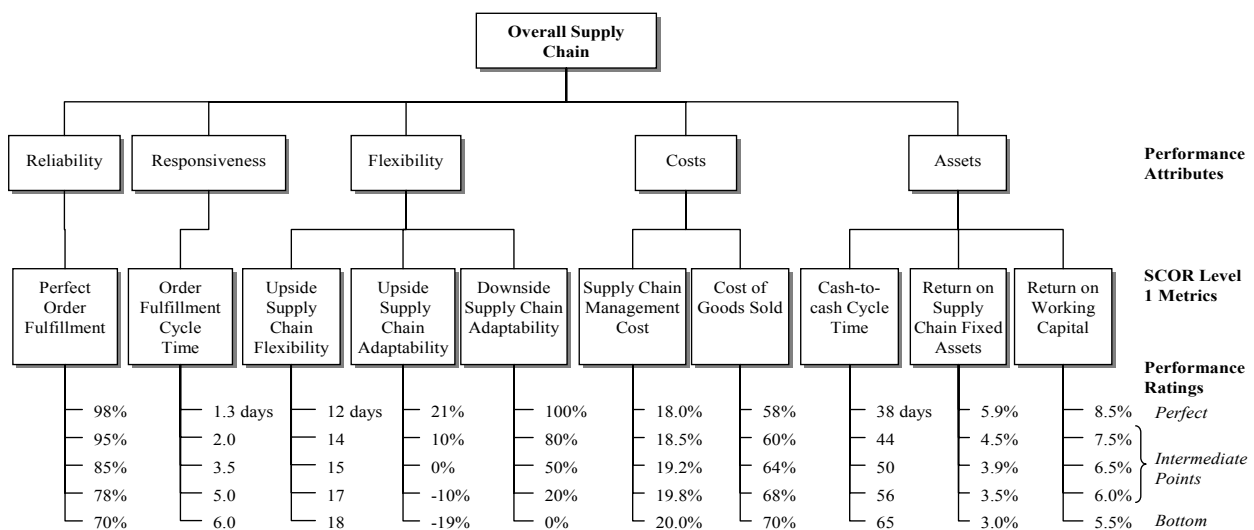 Overall Supply
Chain
Reliability
Responsiveness
Flexibility
Costs
Assets
Performance
Attributes
Perfect
Order
Fulfillment
Order
Fulfillment
Cycle
Time
Upside
Supply
Chain
Flexibility
Upside
Supply
Chain
Adaptability
Downside
Supply Chain
Adaptability
Supply Chain
Management
Cost
Cost of
Goods Sold
Cash-to-
cash Cycle
Time
Return on
Supply
Chain Fixed
Assets
Return on
Working
Capital
SCOR Level
1 Metrics
Performance
Ratings
98% 1.3 days 12 days 21% 100% 18.0% 58% 38 days 5.9% 8.5% Perfect
95% 2.0 14 10% 80% 18.5% 60% 44 4.5% 7.5%
85% 3.5 15 0% 50% 19.2% 64% 50 3.9% 6.5% Intermediate
78% 5.0 17 -10% 20% 19.8% 68% 56 3.5% 6.0% Points
70% 6.0 18 -19% 0% 20.0% 70% 65 3.0% 5.5% Bottom